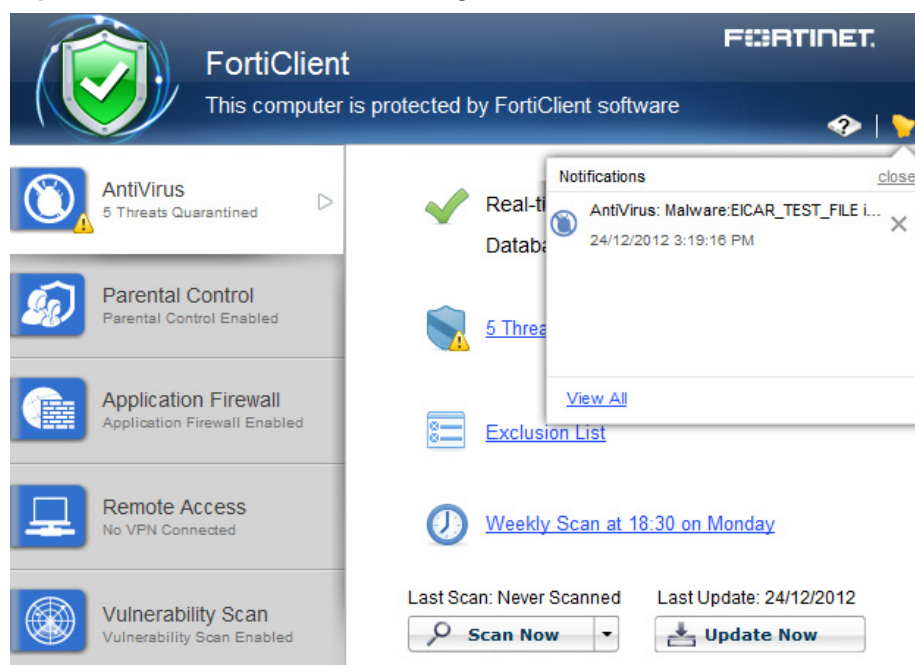 FORTINET.
FortiClient
This computer is protected by FortiClient software
?
AntiVirus
5 Threats Quarantined
Parental Control
Parental Control Enabled
Application Firewall
Application Firewall Enabled
Remote Access
No VPN Connected
Vulnerability Scan
Vulnerability Scan Enabled
Notifications
close
AntiVirus: Malware:EICAR_TEST_FILE i...
24/12/2012 3:19:16 PM
View All
Real-ti
Databa
5 Threa
Exclusion List
Weekly Scan at 18:30 on Monday
Last Scan: Never Scanned
Last Update: 24/12/2012
Scan Now
Update Now